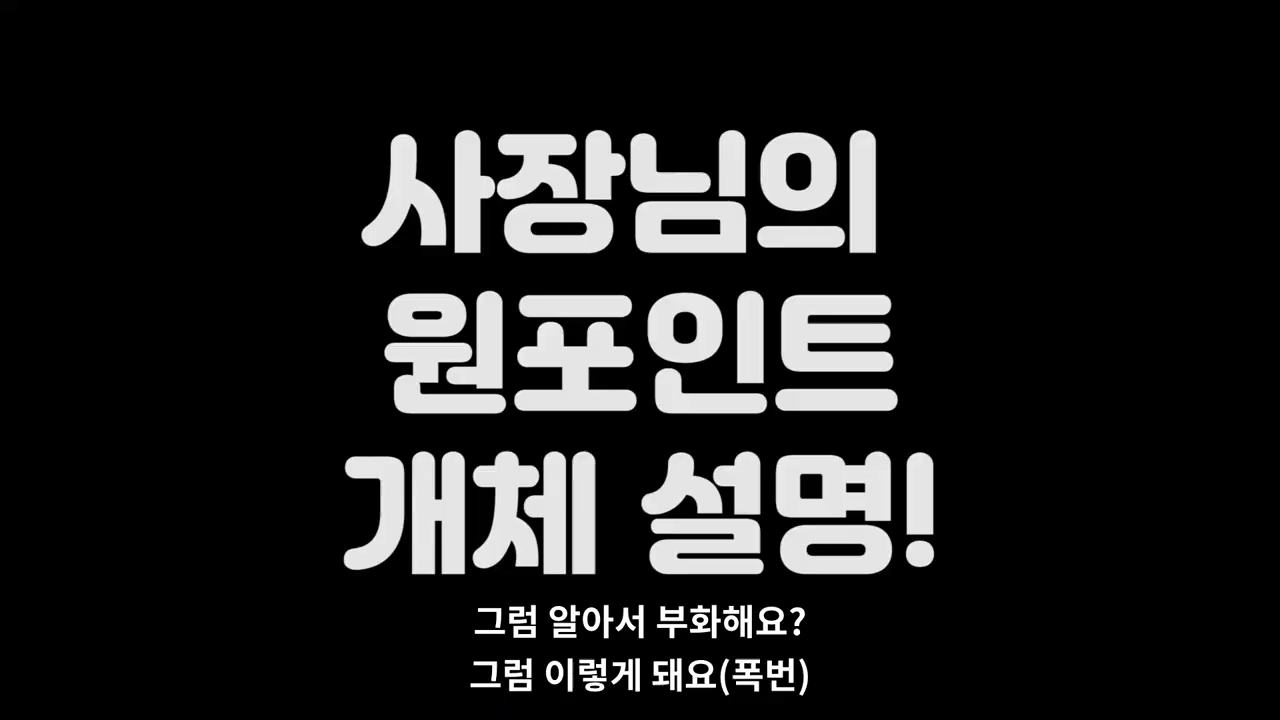 사장님의
원포인트
개체 설명!
그럼 알아서 부화해요?
그럼 이렇게 돼요(폭번)